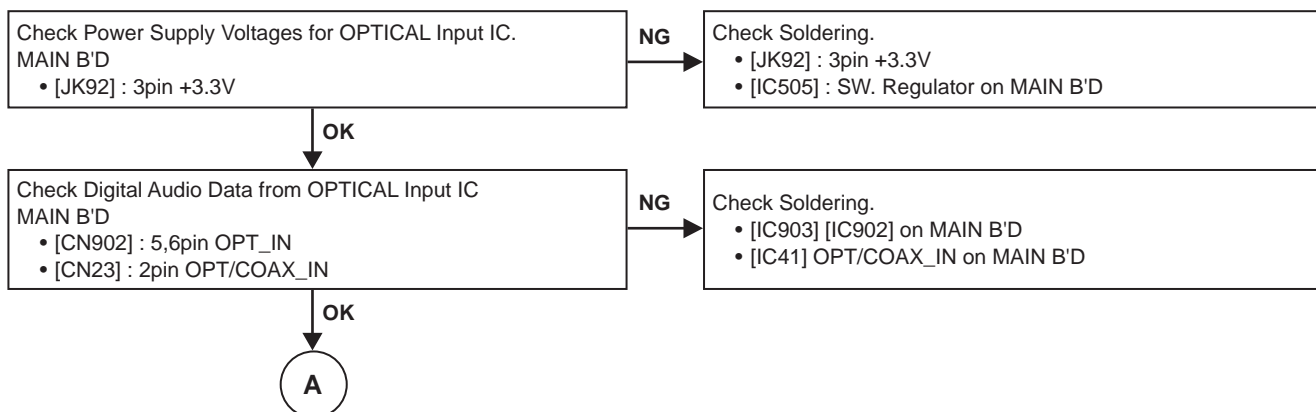 Check Power Supply Voltages for OPTICAL Input IC.
MAIN B'D
• [JK92] : 3pin +3.3V
NG
Check Soldering.
• [JK92] : 3pin +3.3V
• [IC505] : SW. Regulator on MAIN B'D
OK
Check Digital Audio Data from OPTICAL Input IC
MAIN B'D
• [CN902] : 5,6pin OPT_IN
• [CN23] : 2pin OPT/COAX_IN
NG
Check Soldering.
• [IC903] [IC902] on MAIN B'D
• [IC41] OPT/COAX_IN on MAIN B'D
OK
A